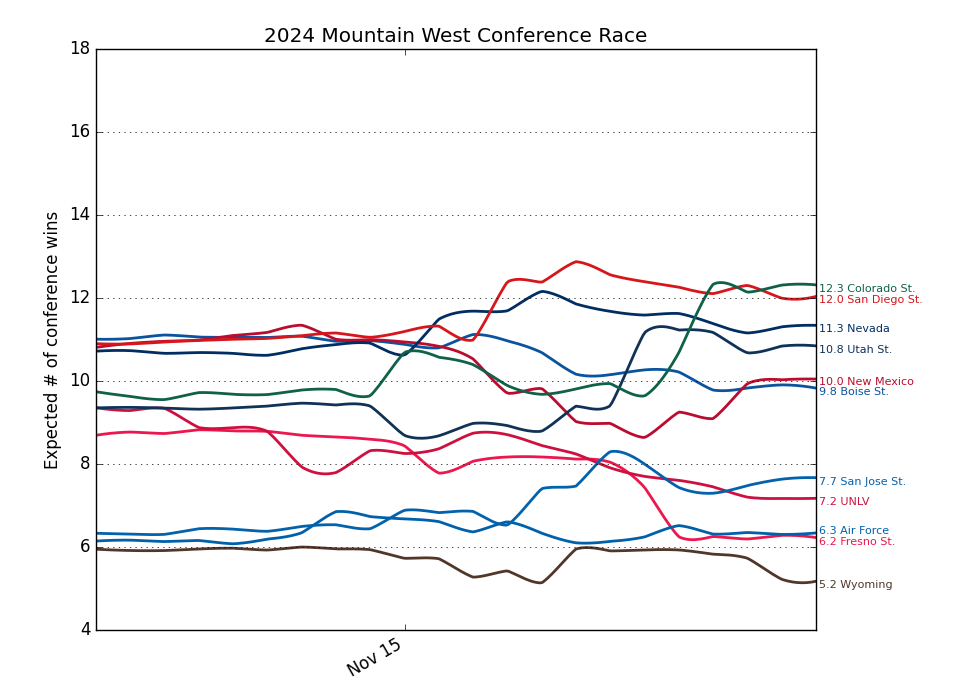 2024 Mountain West Conference Race
Expected # of conference wins
18
16
14
12
10
8
6
4
Nov 15
12.3 Colorado St.
12.0 San Diego St.
11.3 Nevada
10.8 Utah St.
10.0 New Mexico
9.8 Boise St.
7.7 San Jose St.
7.2 UNLV
6.3 Air Force
6.2 Fresno St.
5.2 Wyoming